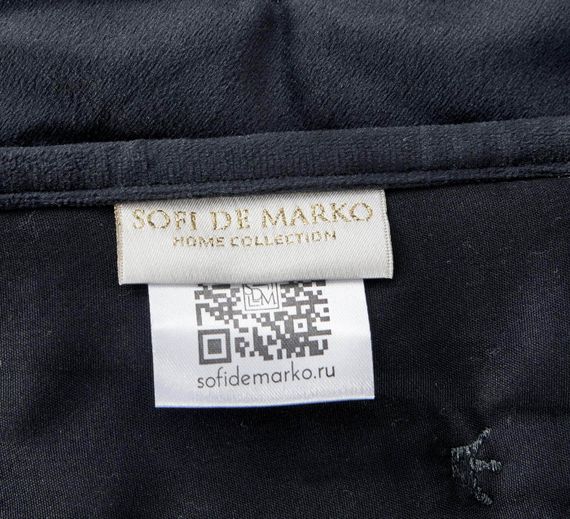 SOFI DE MARKO
HOME COLLECTION
SDM
sofidemarko.ru